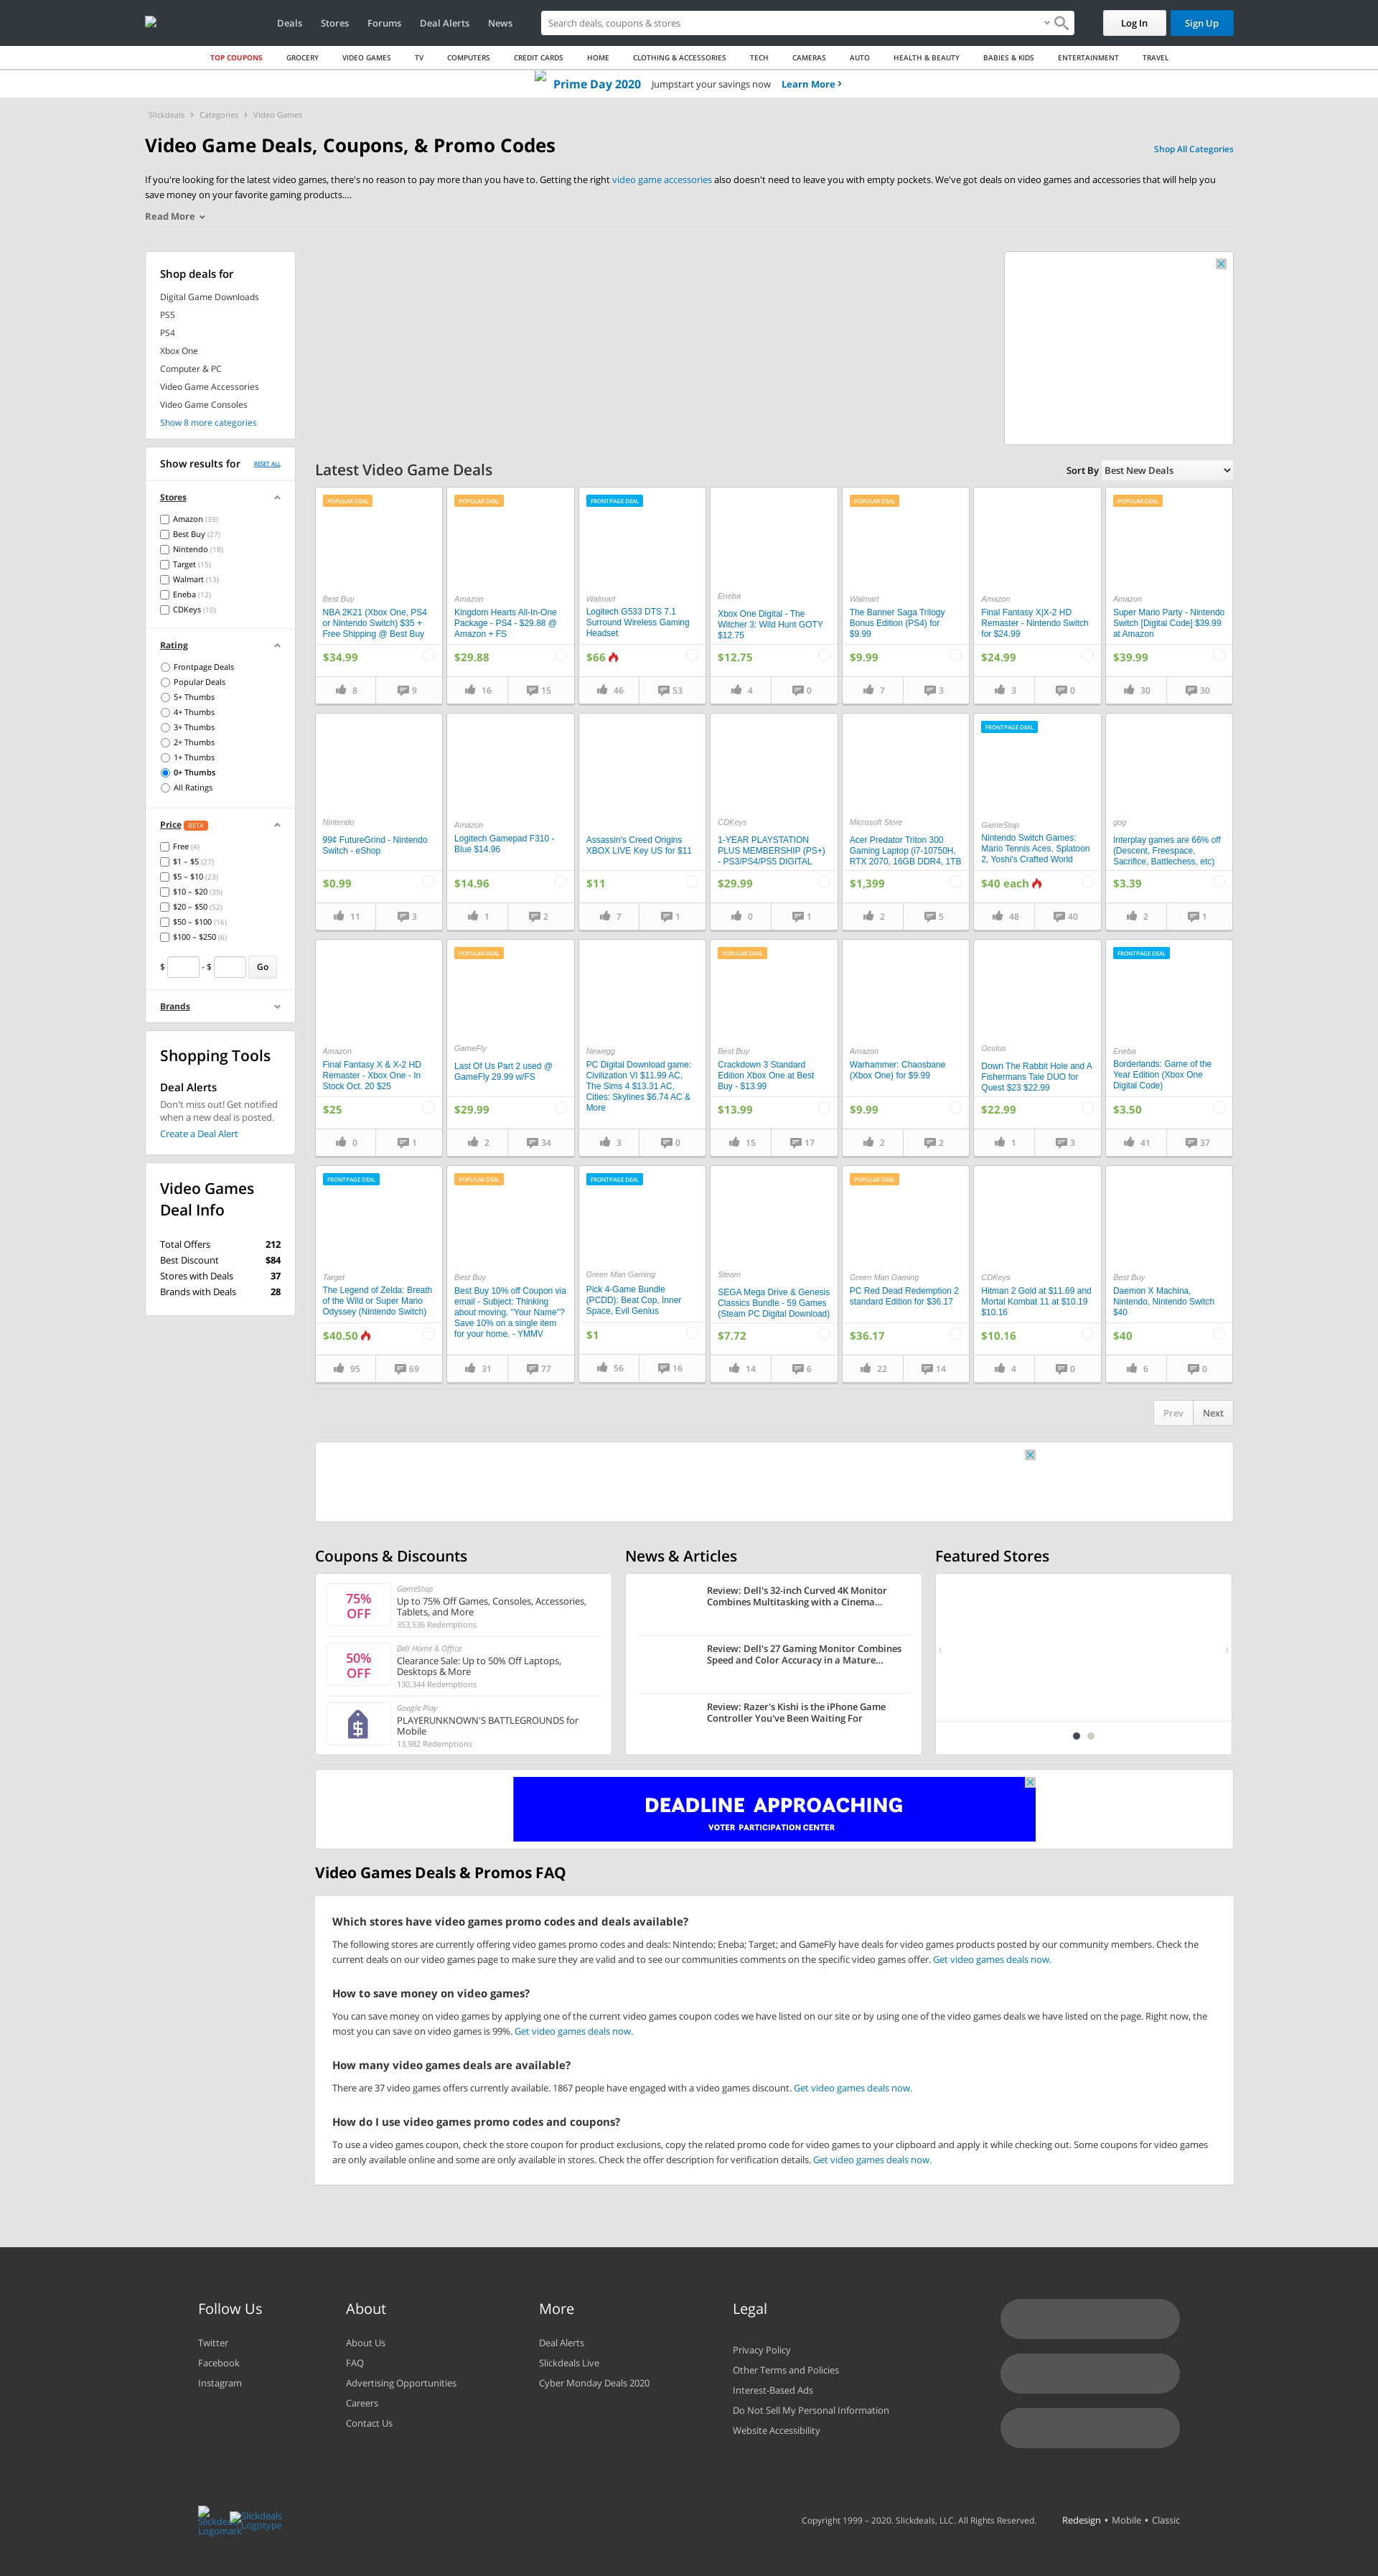 Deals
Stores
Forums
Deal Alerts
News
Search deals, coupons & stores
Log In
Sign Up
TOP COUPONS
GROCERY
VIDEO GAMES
TV
COMPUTERS
CREDIT CARDS
HOME
CLOTHING & ACCESSORIES
TECH
CAMERAS
AUTO
HEALTH & BEAUTY
BABIES & KIDS
ENTERTAINMENT
TRAVEL
Prime Day 2020
Jumpstart your savings now
Learn More
Slickdeals > Categories > Video Games
Video Game Deals, Coupons, & Promo Codes
Shop All Categories
If you're looking for the latest video games, there's no reason to pay more than you have to. Getting the right video game accessories also doesn't need to leave you with empty pockets. We've got deals on video games and accessories that will help you
save money on your favorite gaming products....
Read More
Shop deals for
Digital Game Downloads
PS5
PS4
Xbox One
Computer & PC
Video Game Accessories
Video Game Consoles
Show 8 more categories
Show results for
RESET ALL
Stores
Amazon (39)
Best Buy (27)
Nintendo (18)
Target (15)
Walmart (13)
Eneba (12)
CDKeys (10)
Rating
Frontpage Deals
Popular Deals
5+ Thumbs
4+ Thumbs
3+ Thumbs
2+ Thumbs
1+ Thumbs
0+ Thumbs
All Ratings
Price BETA
Free (4)
$1 – $5 (27)
$5 – $10 (23)
$10 – $20 (35)
$20 – $50 (52)
$50 – $100 (16)
$100 – $250 (6)
$ - $ Go
Brands
Shopping Tools
Deal Alerts
Don't miss out! Get notified
when a new deal is posted.
Create a Deal Alert
Video Games
Deal Info
Total Offers 212
Best Discount $84
Stores with Deals 37
Brands with Deals 28
Latest Video Game Deals
Sort By Best New Deals
POPULAR DEAL
Best Buy
NBA 2K21 (Xbox One, PS4
or Nintendo Switch) $35 +
Free Shipping @ Best Buy
$34.99
8 9
POPULAR DEAL
Amazon
Kingdom Hearts All-In-One
Package - PS4 - $29.88 @
Amazon + FS
$29.88
16 15
FRONTPAGE DEAL
Walmart
Logitech G533 DTS 7.1
Surround Wireless Gaming
Headset
$66
46 53
Eneba
Xbox One Digital - The
Witcher 3: Wild Hunt GOTY
$12.75
$12.75
4 0
POPULAR DEAL
Walmart
The Banner Saga Trilogy
Bonus Edition (PS4) for
$9.99
$9.99
7 3
Amazon
Final Fantasy X|X-2 HD
Remaster - Nintendo Switch
for $24.99
$24.99
3 0
POPULAR DEAL
Amazon
Super Mario Party - Nintendo
Switch [Digital Code] $39.99
at Amazon
$39.99
30 30
Nintendo
99¢ FutureGrind - Nintendo
Switch - eShop
$0.99
11 3
Amazon
Logitech Gamepad F310 -
Blue $14.96
$14.96
1 2
Assassin's Creed Origins
XBOX LIVE Key US for $11
$11
7 1
CDKeys
1-YEAR PLAYSTATION
PLUS MEMBERSHIP (PS+)
- PS3/PS4/PS5 DIGITAL
$29.99
0 1
Microsoft Store
Acer Predator Triton 300
Gaming Laptop (i7-10750H,
RTX 2070, 16GB DDR4, 1TB
$1,399
2 5
FRONTPAGE DEAL
GameStop
Nintendo Switch Games:
Mario Tennis Aces, Splatoon
2, Yoshi's Crafted World
$40 each
48 40
gog
Interplay games are 66% off
(Descent, Freespace,
Sacrifice, Battlechess, etc)
$3.39
2 1
Amazon
Final Fantasy X & X-2 HD
Remaster - Xbox One - In
Stock Oct. 20 $25
$25
0 1
POPULAR DEAL
GameFly
Last Of Us Part 2 used @
GameFly 29.99 w/FS
$29.99
2 34
Newegg
PC Digital Download game:
Civilization VI $11.99 AC,
The Sims 4 $13.31 AC,
Cities: Skylines $6.74 AC &
More
3 0
POPULAR DEAL
Best Buy
Crackdown 3 Standard
Edition Xbox One at Best
Buy - $13.99
$13.99
15 17
Amazon
Warhammer: Chaosbane
(Xbox One) for $9.99
$9.99
2 2
Oculus
Down The Rabbit Hole and A
Fishermans Tale DUO for
Quest $23 $22.99
$22.99
1 3
FRONTPAGE DEAL
Eneba
Borderlands: Game of the
Year Edition (Xbox One
Digital Code)
$3.50
41 37
FRONTPAGE DEAL
Target
The Legend of Zelda: Breath
of the Wild or Super Mario
Odyssey (Nintendo Switch)
$40.50
95 69
POPULAR DEAL
Best Buy
Best Buy 10% off Coupon via
email - Subject: Thinking
about moving, "Your Name"?
Save 10% on a single item
for your home. - YMMV
31 77
FRONTPAGE DEAL
Green Man Gaming
Pick 4-Game Bundle
(PCDD): Beat Cop, Inner
Space, Evil Genius
$1
56 16
Steam
SEGA Mega Drive & Genesis
Classics Bundle - 59 Games
(Steam PC Digital Download)
$7.72
14 6
POPULAR DEAL
Green Man Gaming
PC Red Dead Redemption 2
standard Edition for $36.17
$36.17
22 14
CDKeys
Hitman 2 Gold at $11.69 and
Mortal Kombat 11 at $10.19
$10.16
$10.16
4 0
Best Buy
Daemon X Machina,
Nintendo, Nintendo Switch
$40
$40
6 0
Prev Next
Coupons & Discounts
75%
OFF
GameStop
Up to 75% Off Games, Consoles, Accessories,
Tablets, and More
353,536 Redemptions
50%
OFF
Dell Home & Office
Clearance Sale: Up to 50% Off Laptops,
Desktops & More
130,344 Redemptions
Google Play
PLAYERUNKNOWN'S BATTLEGROUNDS for
Mobile
13,982 Redemptions
News & Articles
Review: Dell's 32-inch Curved 4K Monitor
Combines Multitasking with a Cinema...
Review: Dell's 27 Gaming Monitor Combines
Speed and Color Accuracy in a Mature...
Review: Razer's Kishi is the iPhone Game
Controller You've Been Waiting For
Featured Stores
DEADLINE APPROACHING
VOTER PARTICIPATION CENTER
Video Games Deals & Promos FAQ
Which stores have video games promo codes and deals available?
The following stores are currently offering video games promo codes and deals: Nintendo; Eneba; Target; and GameFly have deals for video games products posted by our community members. Check the
current deals on our video games page to make sure they are valid and to see our communities comments on the specific video games offer. Get video games deals now.
How to save money on video games?
You can save money on video games by applying one of the current video games coupon codes we have listed on our site or by using one of the video games deals we have listed on the page. Right now, the
most you can save on video games is 99%. Get video games deals now.
How many video games deals are available?
There are 37 video games offers currently available. 1867 people have engaged with a video games discount. Get video games deals now.
How do I use video games promo codes and coupons?
To use a video games coupon, check the store coupon for product exclusions, copy the related promo code for video games to your clipboard and apply it while checking out. Some coupons for video games
are only available online and some are only available in stores. Check the offer description for verification details. Get video games deals now.
Follow Us
Twitter
Facebook
Instagram
About
About Us
FAQ
Advertising Opportunities
Careers
Contact Us
More
Deal Alerts
Slickdeals Live
Cyber Monday Deals 2020
Legal
Privacy Policy
Other Terms and Policies
Interest-Based Ads
Do Not Sell My Personal Information
Website Accessibility
Slickdeals
Logomark
Slickdeals
Logotype
Copyright 1999 – 2020. Slickdeals, LLC. All Rights Reserved.
Redesign • Mobile • Classic